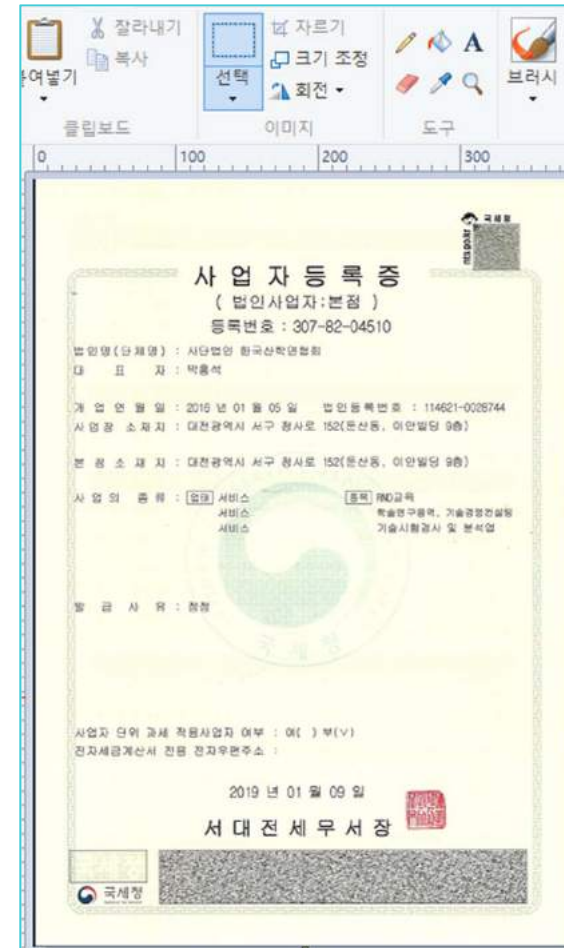 잘라내기
복사
붙여넣기
클립보드
선택
자르기
크기 조정
회전
이미지
A
도구
브러시
0 100 200 300
국세청
nts.go.kr
사업자등록증
( 법인사업자:본점 )
등록번호 : 307-82-04510
법인명(단체명) : 사단법인 한국산학연협회
대 표 자 : 박흥석
개 업 연 월 일 : 2016 년 01 월 05 일 법인등록번호 : 114621-0028744
사업장 소재지 : 대전광역시 서구 청사로 152(둔산동, 이안빌딩 9층)
본 점 소 재 지 : 대전광역시 서구 청사로 152(둔산동, 이안빌딩 9층)
사 업 의 종 류 : 업태 서비스 종목 RND교육
서비스 학술연구용역, 기술경영컨설팅
서비스 기술시험검사 및 분석업
발 급 사 유 : 정정
국세청
사업자 단위 과세 적용사업자 여부 : 여( ) 부(∨)
전자세금계산서 전용 전자우편주소 :
2019 년 01 월 09 일
서대전세무서장
국세청